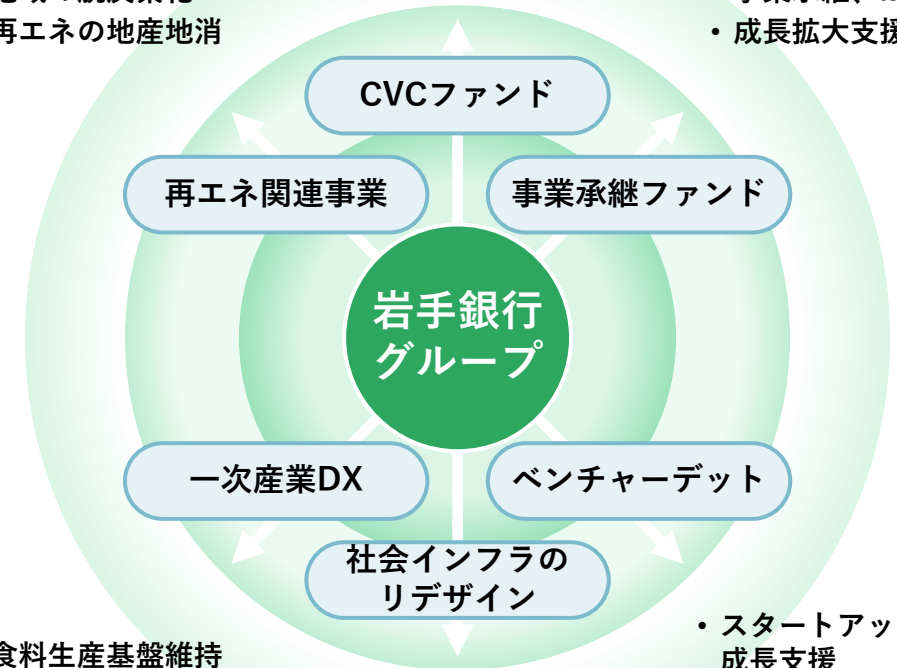 再エネの地産地消
・成長拡大支援
CVCファンド
再エネ関連事業
事業承継ファンド
岩手銀行
グループ
一次産業DX
ベンチャーデット
社会インフラの
リデザイン
食料生産基盤維持
・スタートアッ
成長支援